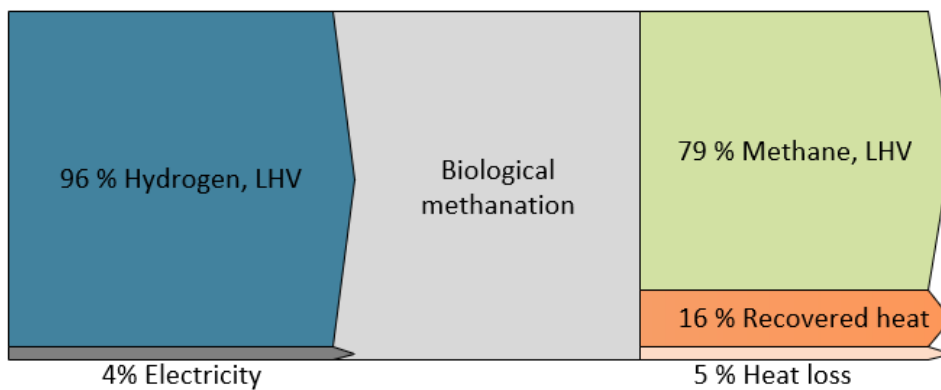 96 % Hydrogen, LHV
4% Electricity
Biological
methanation
79 % Methane, LHV
16 % Recovered heat
5 % Heat loss